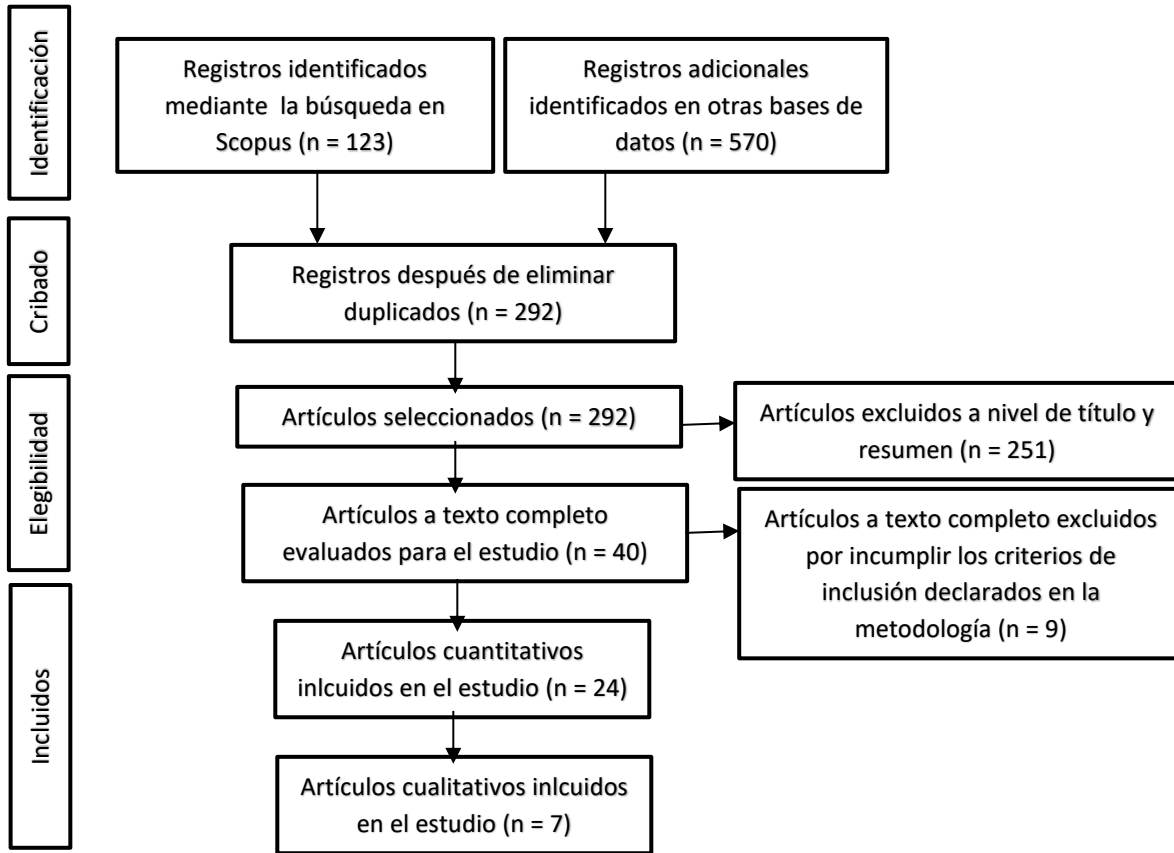 Identificación
Registros identificados
mediante la búsqueda en
Scopus (n = 123)
Registros adicionales
identificados en otras bases de
datos (n = 570)
Cribado
Registros después de eliminar
duplicados (n = 292)
Elegibilidad
Artículos seleccionados (n = 292)
Artículos excluidos a nivel de título y
resumen (n = 251)
Artículos a texto completo
evaluados para el estudio (n = 40)
Artículos a texto completo excluidos
por incumplir los criterios de
inclusión declarados en la
metodología (n = 9)
Incluidos
Artículos cuantitativos
inlcuidos en el estudio (n = 24)
Artículos cualitativos inlcuidos
en el estudio (n = 7)